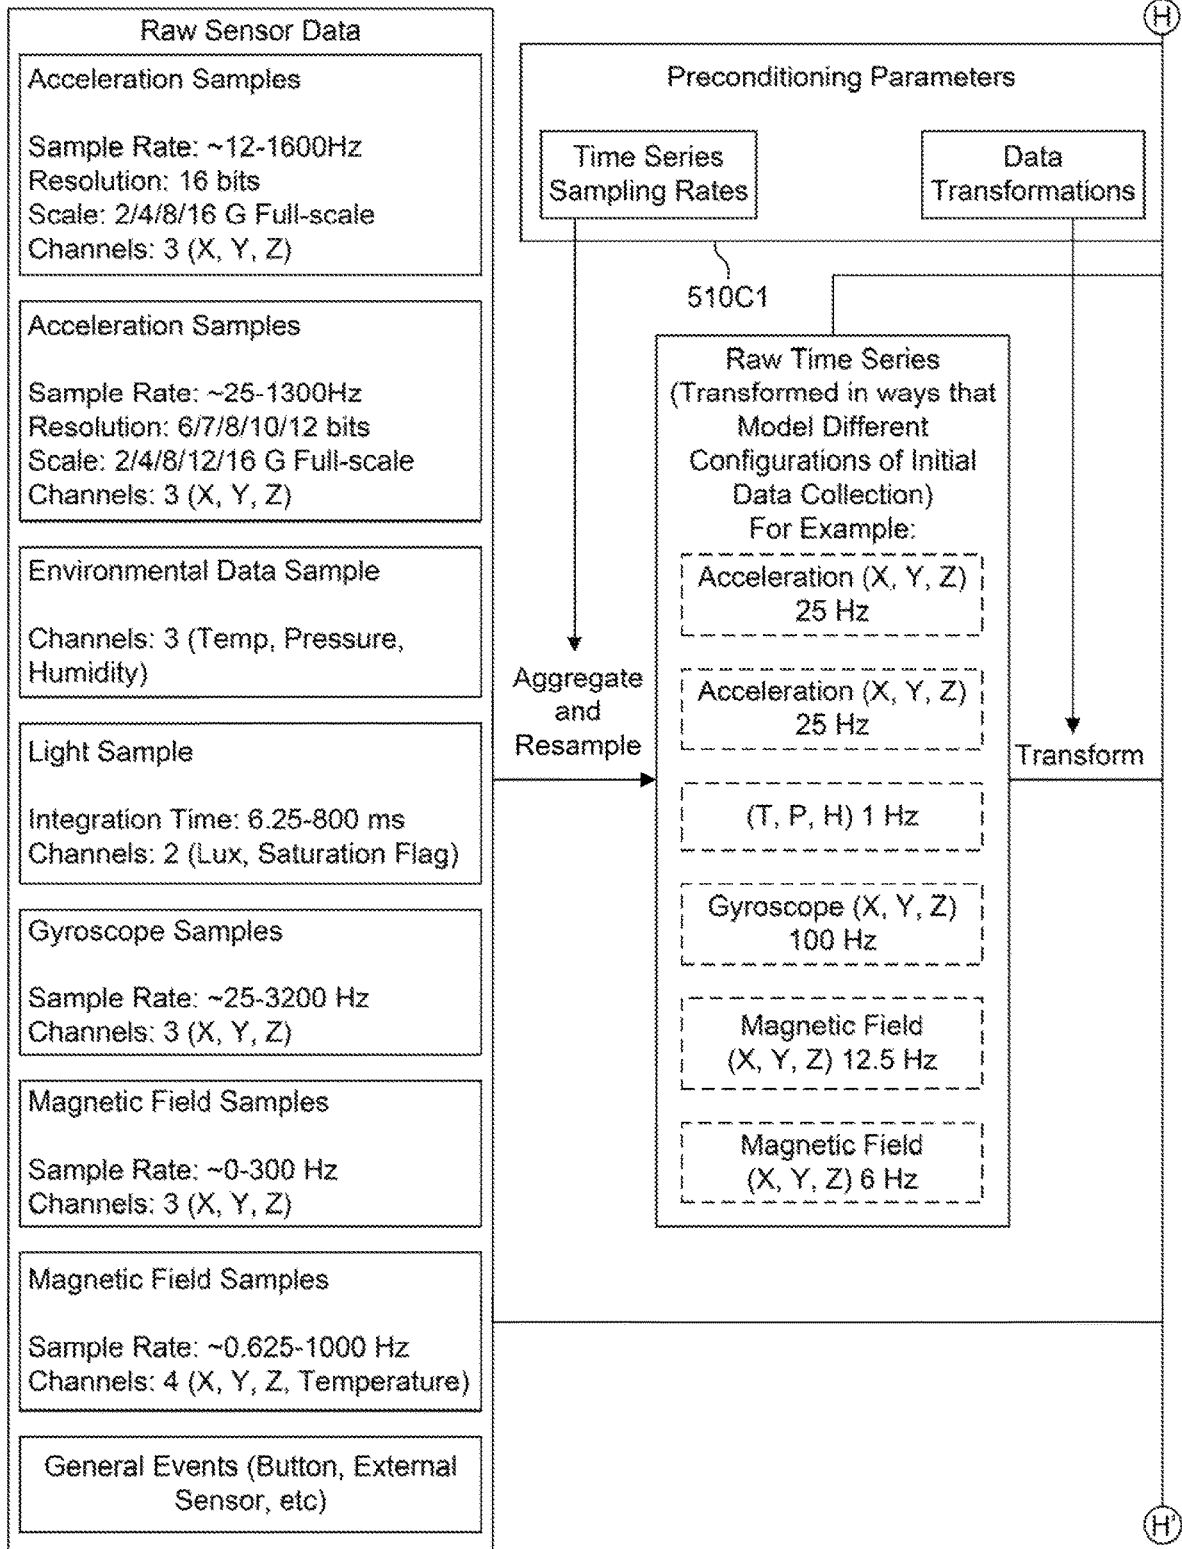 Raw Sensor Data
Acceleration Samples
Sample Rate: ~12-1600Hz
Resolution: 16 bits
Scale: 2/4/8/16 G Full-scale
Channels: 3 (X, Y, Z)
Acceleration Samples
Sample Rate: ~25-1300Hz
Resolution: 6/7/8/10/12 bits
Scale: 2/4/8/12/16 G Full-scale
Channels: 3 (X, Y, Z)
Environmental Data Sample
Channels: 3 (Temp, Pressure,
Humidity)
Light Sample
Integration Time: 6.25-800 ms
Channels: 2 (Lux, Saturation Flag)
Gyroscope Samples
Sample Rate: ~25-3200 Hz
Channels: 3 (X, Y, Z)
Magnetic Field Samples
Sample Rate: ~0-300 Hz
Channels: 3 (X, Y, Z)
Magnetic Field Samples
Sample Rate: ~0.625-1000 Hz
Channels: 4 (X, Y, Z, Temperature)
General Events (Button, External
Sensor, etc)
H
Preconditioning Parameters
Time Series
Sampling Rates
Data
Transformations
510C1
Aggregate
and
Resample
Raw Time Series
(Transformed in ways that
Model Different
Configurations of Initial
Data Collection)
For Example:
Acceleration (X, Y, Z)
25 Hz
Acceleration (X, Y, Z)
25 Hz
(T, P, H) 1 Hz
Gyroscope (X, Y, Z)
100 Hz
Magnetic Field
(X, Y, Z) 12.5 Hz
Magnetic Field
(X, Y, Z) 6 Hz
Transform
H'